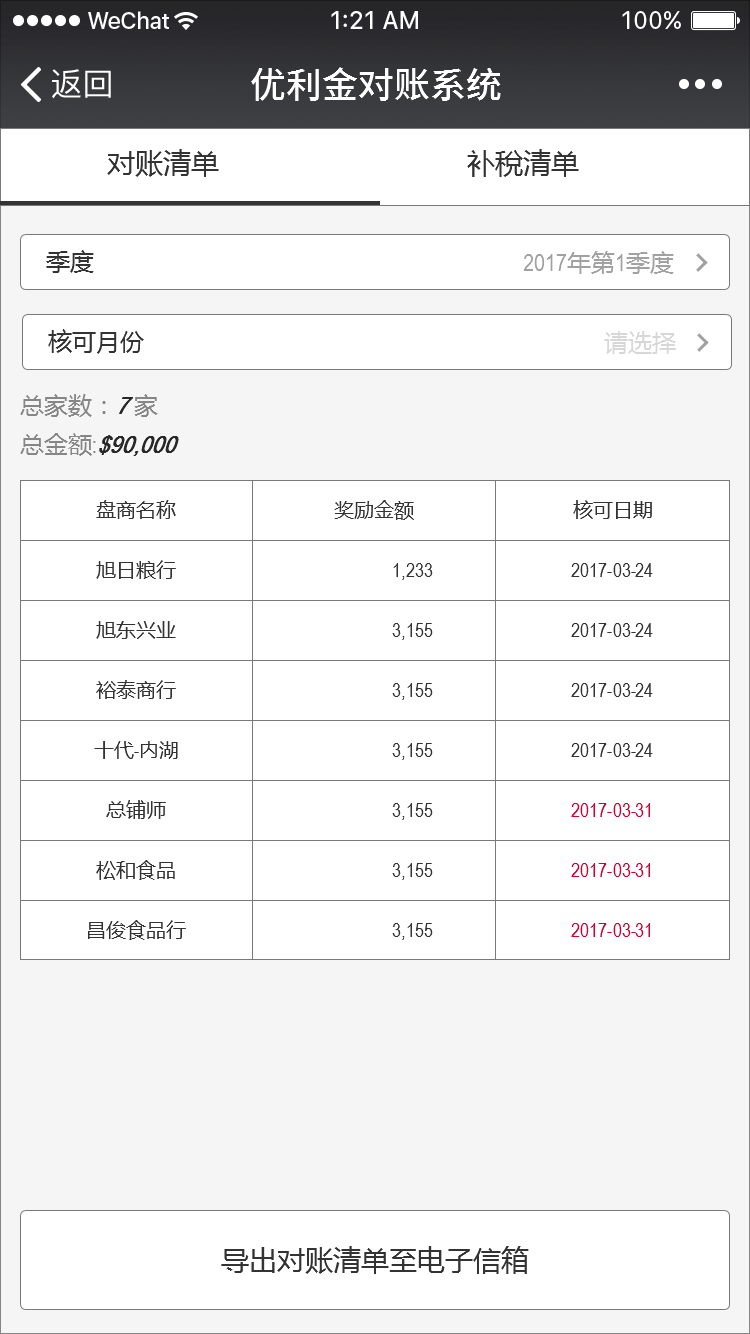 WeChat 1:21 AM 100%
返回 优利金对账系统
对账清单 补税清单
季度 2017年第1季度
核可月份 请选择
总家数：7家
总金额:$90,000
盘商名称 奖励金额 核可日期
旭日粮行 1,233 2017-03-24
旭东兴业 3,155 2017-03-24
裕泰商行 3,155 2017-03-24
十代-内湖 3,155 2017-03-24
总铺师 3,155 2017-03-31
松和食品 3,155 2017-03-31
昌俊食品行 3,155 2017-03-31
导出对账清单至电子信箱